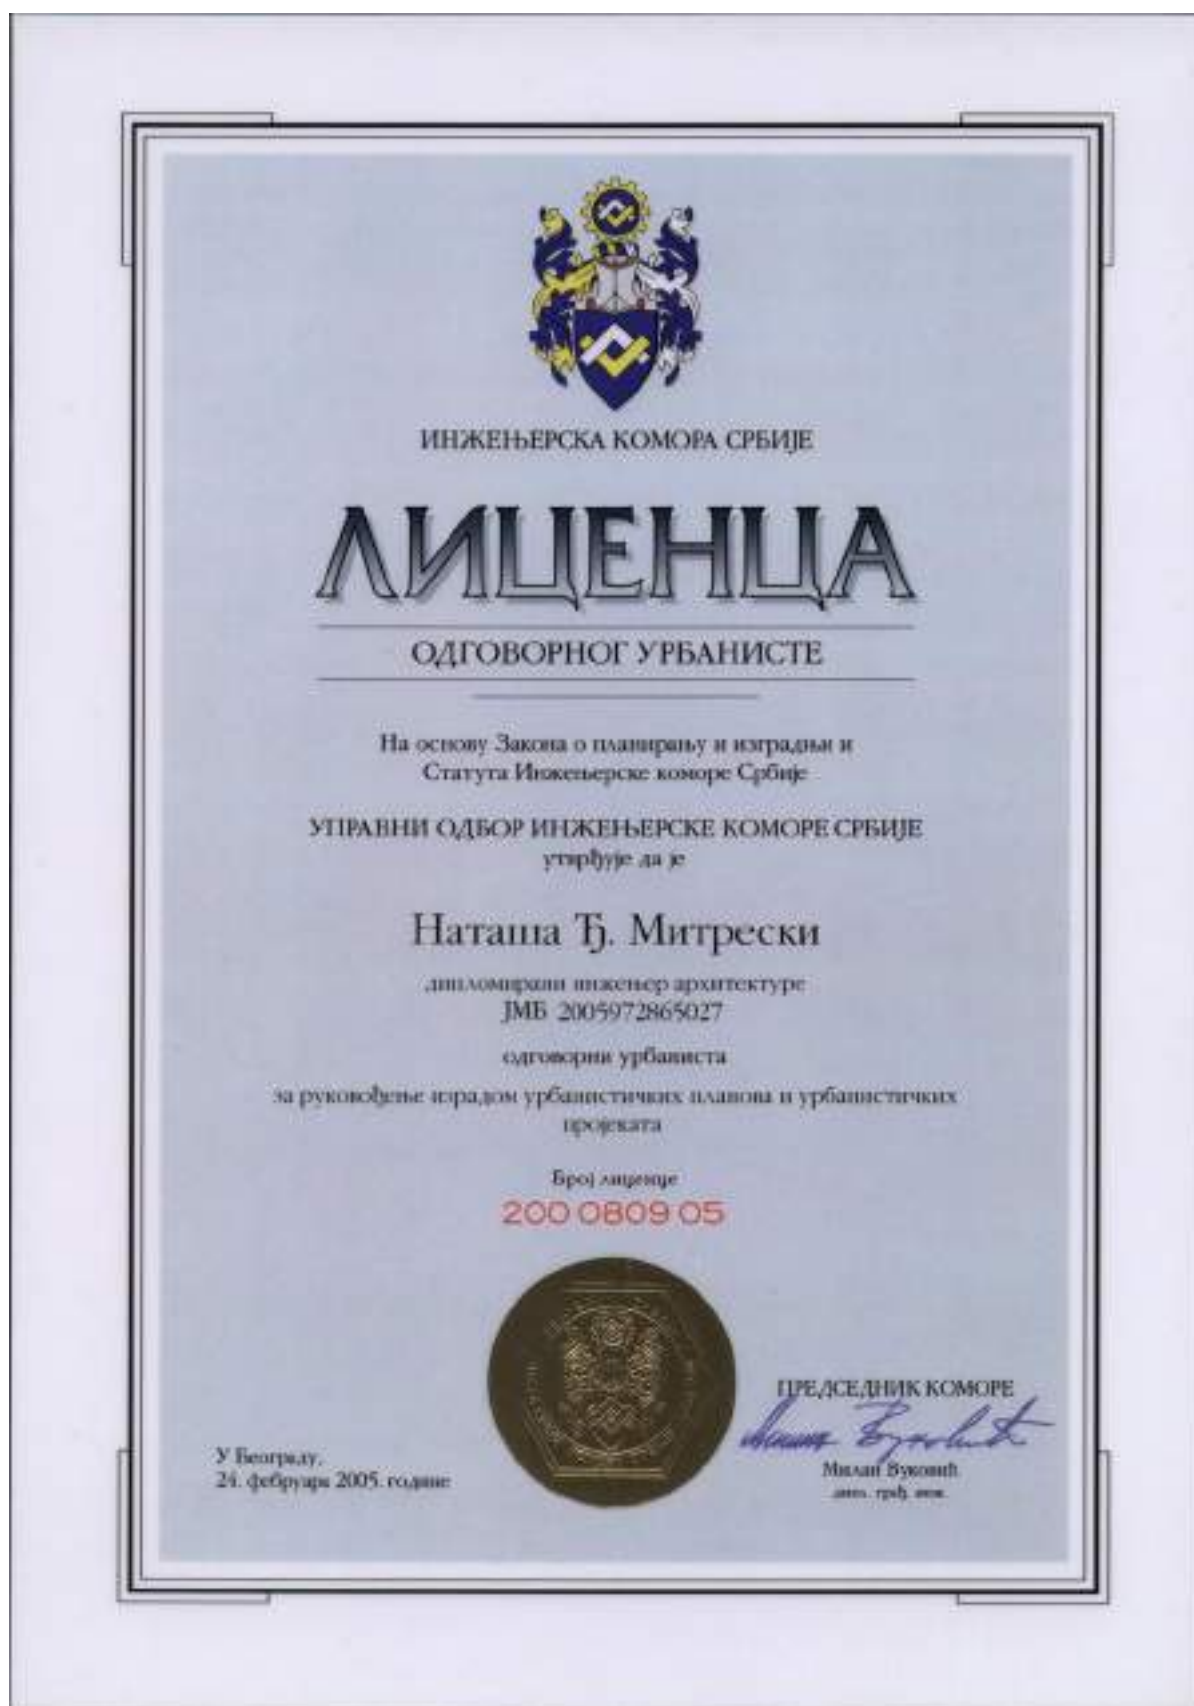 ИНЖЕЊЕРСКА КОМОРА СРБИЈЕ
ЛИЦЕНЦА
ОДГОВОРНОГ УРБАНИСТЕ
На основу Закона о планирању и изградњи и
Статута Инжењерске коморе Србије
УПРАВНИ ОДБОР ИНЖЕЊЕРСКЕ КОМОРЕ СРБИЈЕ
утврђује да је
Наташа Ђ. Митрески
дипломирани инжењер архитектуре
ЈМБ 2005972865027
одговорни урбаниста
за руковођење израдом урбанистичких планова и урбанистичких
пројеката
Број лиценце
200 0809 05
ПРЕДСЕДНИК КОМОРЕ
Милан Вуковић
дипл. грађ. инж.
У Београду,
24. фебруара 2005. године